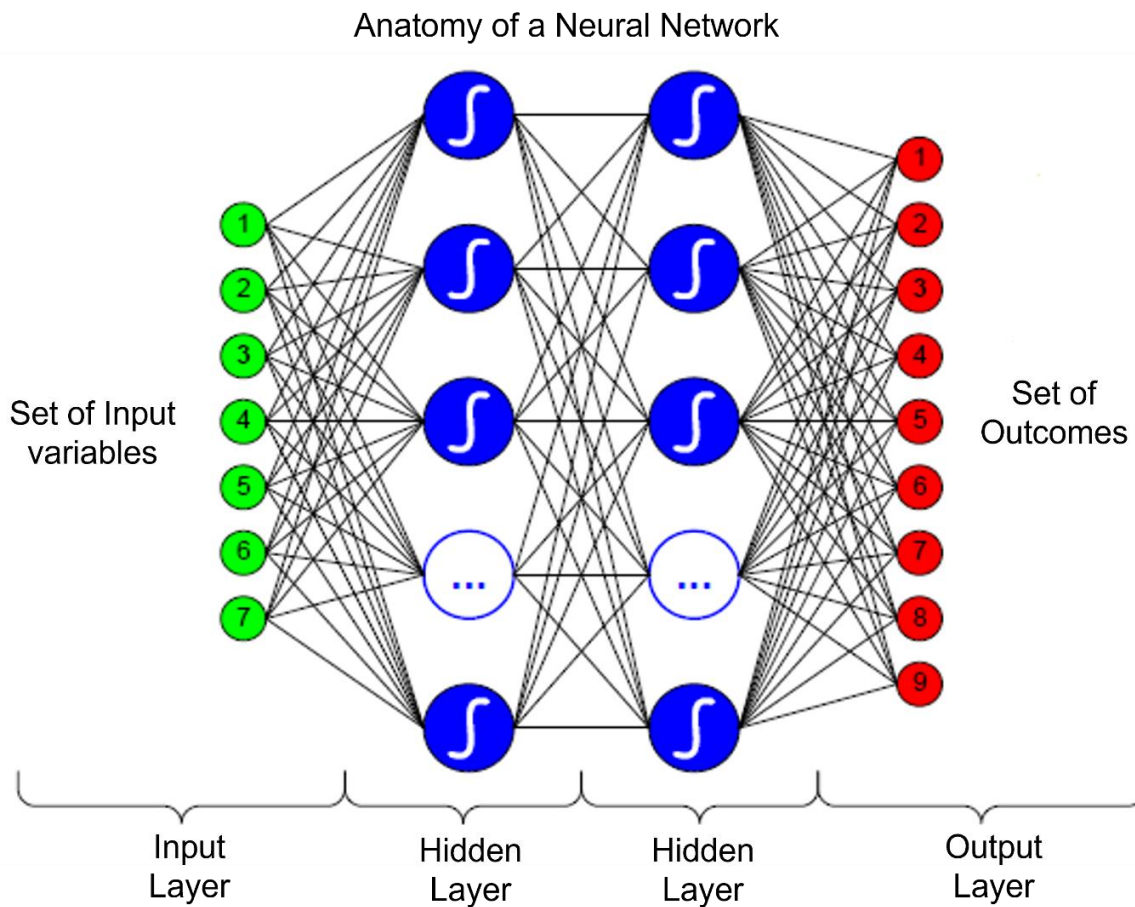 Anatomy of a Neural Network
1
2
3
4
5
6
7
Set of Input
variables
∫
∫
∫
...
∫
∫
∫
∫
...
∫
1
2
3
4
5
6
7
8
9
Set of
Outcomes
Input
Layer
Hidden
Layer
Hidden
Layer
Output
Layer